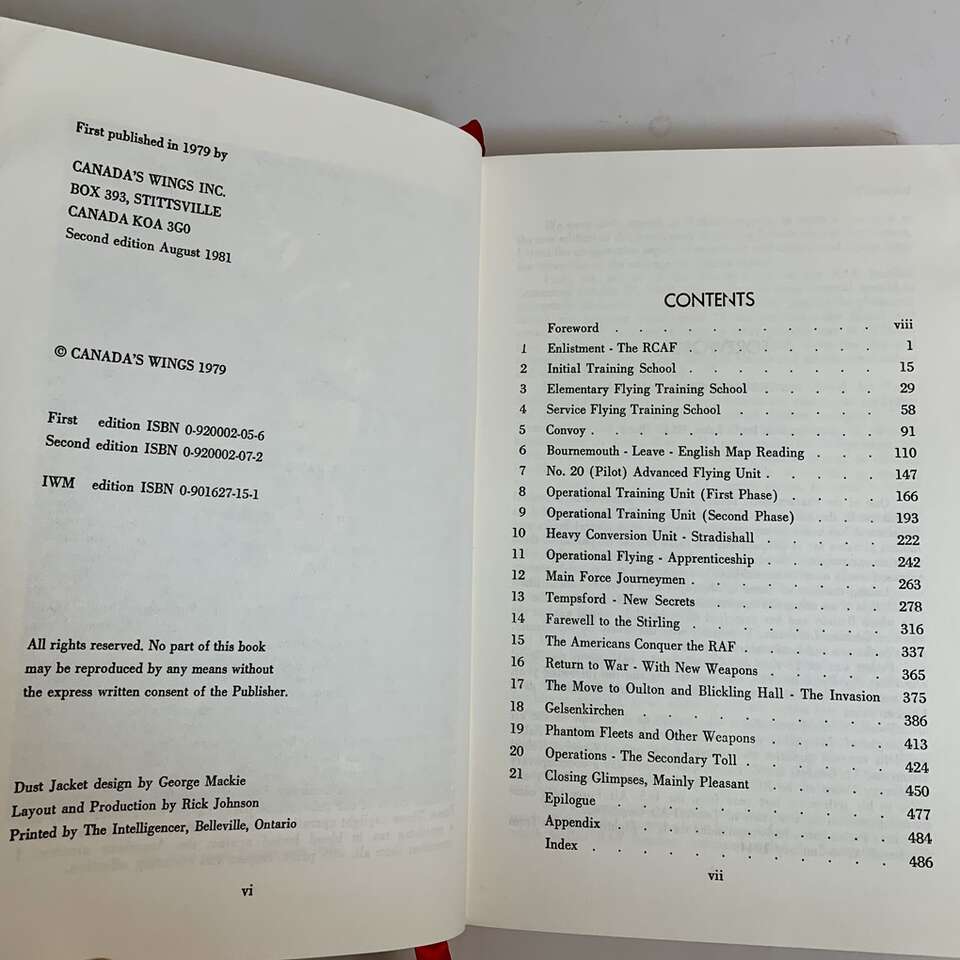 First published in 1979 by
CANADA'S WINGS INC.
BOX 393, STITTSVILLE
CANADA KOA 3G0
Second edition August 1981
© CANADA'S WINGS 1979
First edition ISBN 0-920002-05-6
Second edition ISBN 0-920002-07-2
IWM edition ISBN 0-901627-15-1
All rights reserved. No part of this book
may be reproduced by any means without
the express written consent of the Publisher.
Dust Jacket design by George Mackie
Layout and Production by Rick Johnson
Printed by The Intelligencer, Belleville, Ontario
vi
CONTENTS
Foreword . . . . . . . . . . . . viii
1 Enlistment - The RCAF . . . . . . . . . 1
2 Initial Training School . . . . . . . . . 15
3 Elementary Flying Training School . . . . . . 29
4 Service Flying Training School . . . . . . 58
5 Convoy . . . . . . . . . . . . . 91
6 Bournemouth - Leave - English Map Reading . . . 110
7 No. 20 (Pilot) Advanced Flying Unit . . . . . . 147
8 Operational Training Unit (First Phase) . . . . . 166
9 Operational Training Unit (Second Phase) . . . 193
10 Heavy Conversion Unit - Stradishall . . . . . 222
11 Operational Flying - Apprenticeship . . . . . 242
12 Main Force Journeymen . . . . . . . . . 263
13 Tempsford - New Secrets . . . . . . . 278
14 Farewell to the Stirling . . . . . . . . . 316
15 The Americans Conquer the RAF . . . . . . . 337
16 Return to War - With New Weapons . . . . . 365
17 The Move to Oulton and Blickling Hall - The Invasion 375
18 Gelsenkirchen . . . . . . . . . . . 386
19 Phantom Fleets and Other Weapons . . . . . 413
20 Operations - The Secondary Toll . . . . . . 424
21 Closing Glimpses, Mainly Pleasant . . . . . 450
Epilogue . . . . . . . . . . . . 477
Appendix . . . . . . . . . . . . 484
Index . . . . . . . . . . . . . 486
vii